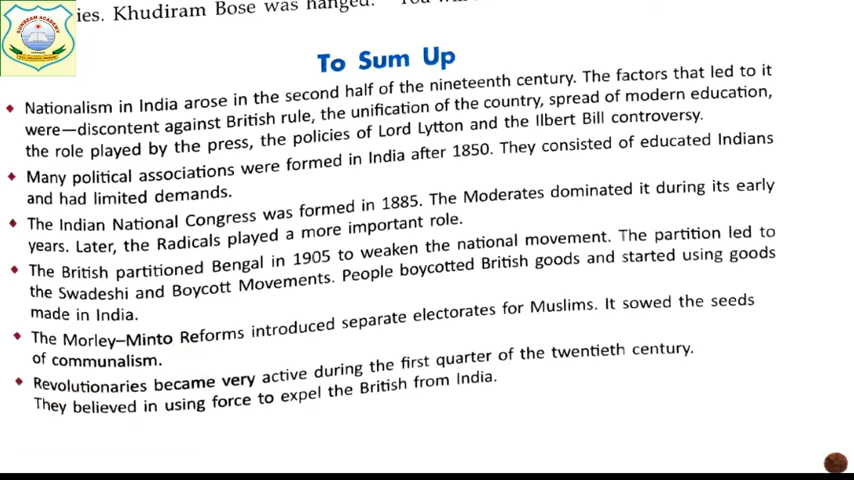 SUNBEAM ACADEMY
ies. Khudiram Bose was hanged.
To Sum Up
♦ Nationalism in India arose in the second half of the nineteenth century. The factors that led to it
were—discontent against British rule, the unification of the country, spread of modern education,
the role played by the press, the policies of Lord Lytton and the Ilbert Bill controversy.
♦ Many political associations were formed in India after 1850. They consisted of educated Indians
and had limited demands.
♦ The Indian National Congress was formed in 1885. The Moderates dominated it during its early
years. Later, the Radicals played a more important role.
♦ The British partitioned Bengal in 1905 to weaken the national movement. The partition led to
the Swadeshi and Boycott Movements. People boycotted British goods and started using goods
made in India.
♦ The Morley–Minto Reforms introduced separate electorates for Muslims. It sowed the seeds
of communalism.
♦ Revolutionaries became very active during the first quarter of the twentieth century.
They believed in using force to expel the British from India.